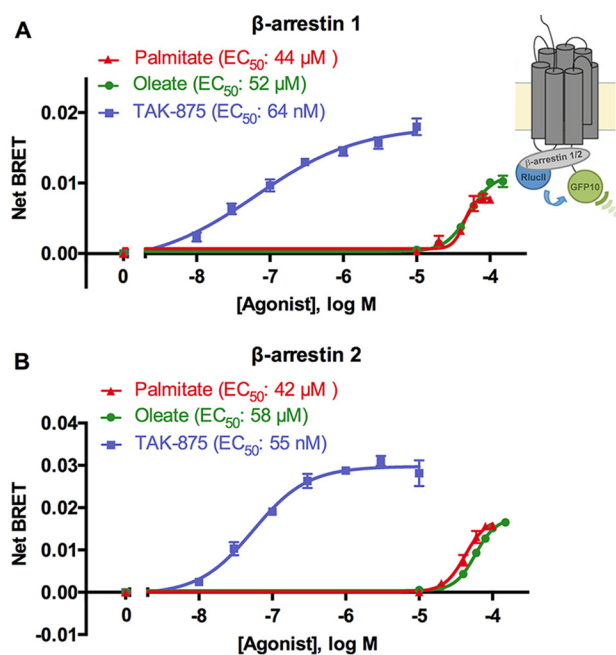 A
β-arrestin 1
Palmitate (EC50: 44 µM )
Oleate (EC50: 52 µM)
TAK-875 (EC50: 64 nM)
Net BRET
0.02
0.01
0.00
0 -8 -7 -6 -5 -4
[Agonist], log M
β-arrestin 1/2
RlucII
GFP10
B
β-arrestin 2
Palmitate (EC50: 42 µM )
Oleate (EC50: 58 µM)
TAK-875 (EC50: 55 nM)
Net BRET
0.04
0.03
0.02
0.01
0.00
-0.01
0 -8 -7 -6 -5 -4
[Agonist], log M